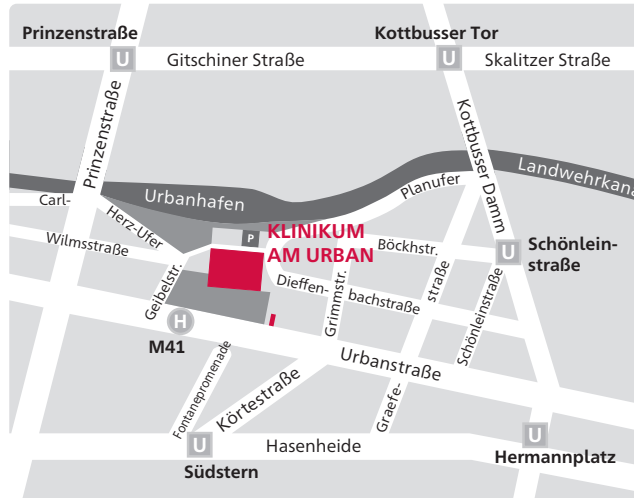 Prinzenstraße
Kottbusser Tor
U
Gitschiner Straße
U
Skalitzer Straße
Prinzenstraße
Kottbusser Damm
Landwehrkana
Planufer
Urbanhafen
Carl-
Herz-Ufer
Wilmsstraße
P
KLINIKUM
AM URBAN
Böckhstr.
U
Schönlein-
straße
Geibelstr.
Dieffen-
bachstraße
Grimmstr.
Graefe-
straße
Schönleinstraße
H
M41
Urbanstraße
Fontanepromenade
Körtestraße
U
Südstern
Hasenheide
U
Hermannplatz